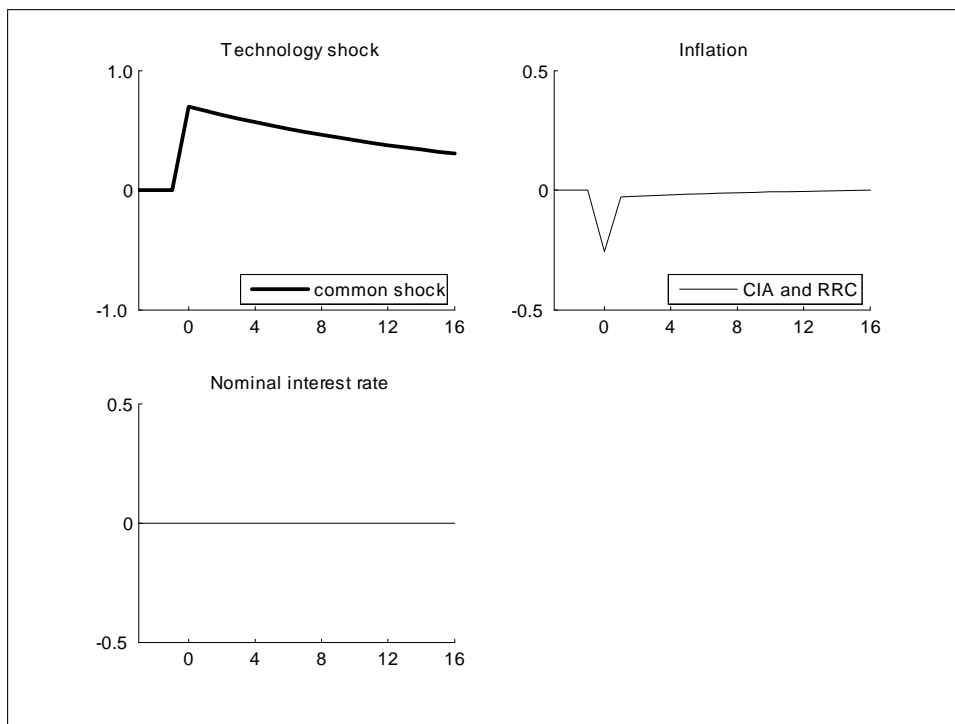 Technology shock
1.0
0
-1.0
common shock
0 4 8 12 16
Inflation
0.5
0
-0.5
CIA and RRC
0 4 8 12 16
Nominal interest rate
0.5
0
-0.5
0 4 8 12 16